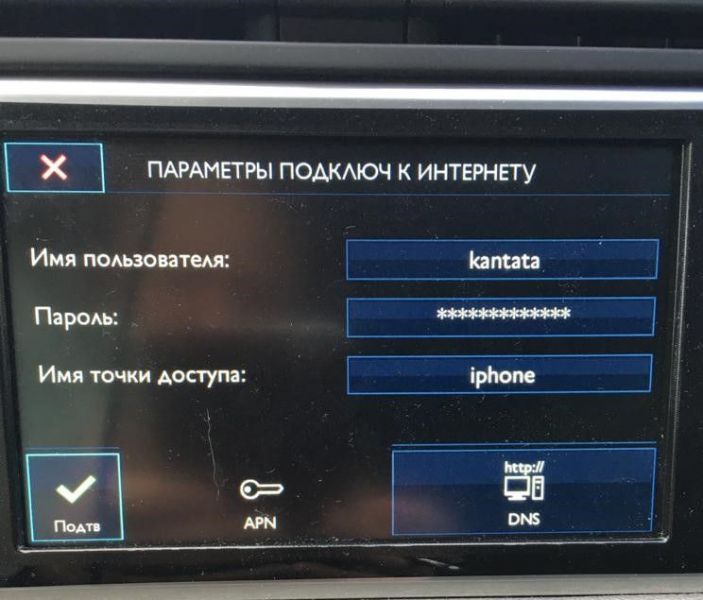 ПАРАМЕТРЫ ПОДКЛЮЧ К ИНТЕРНЕТУ
Имя пользователя: kantata
Пароль: *************
Имя точки доступа: iphone
http://
Подтв APN DNS